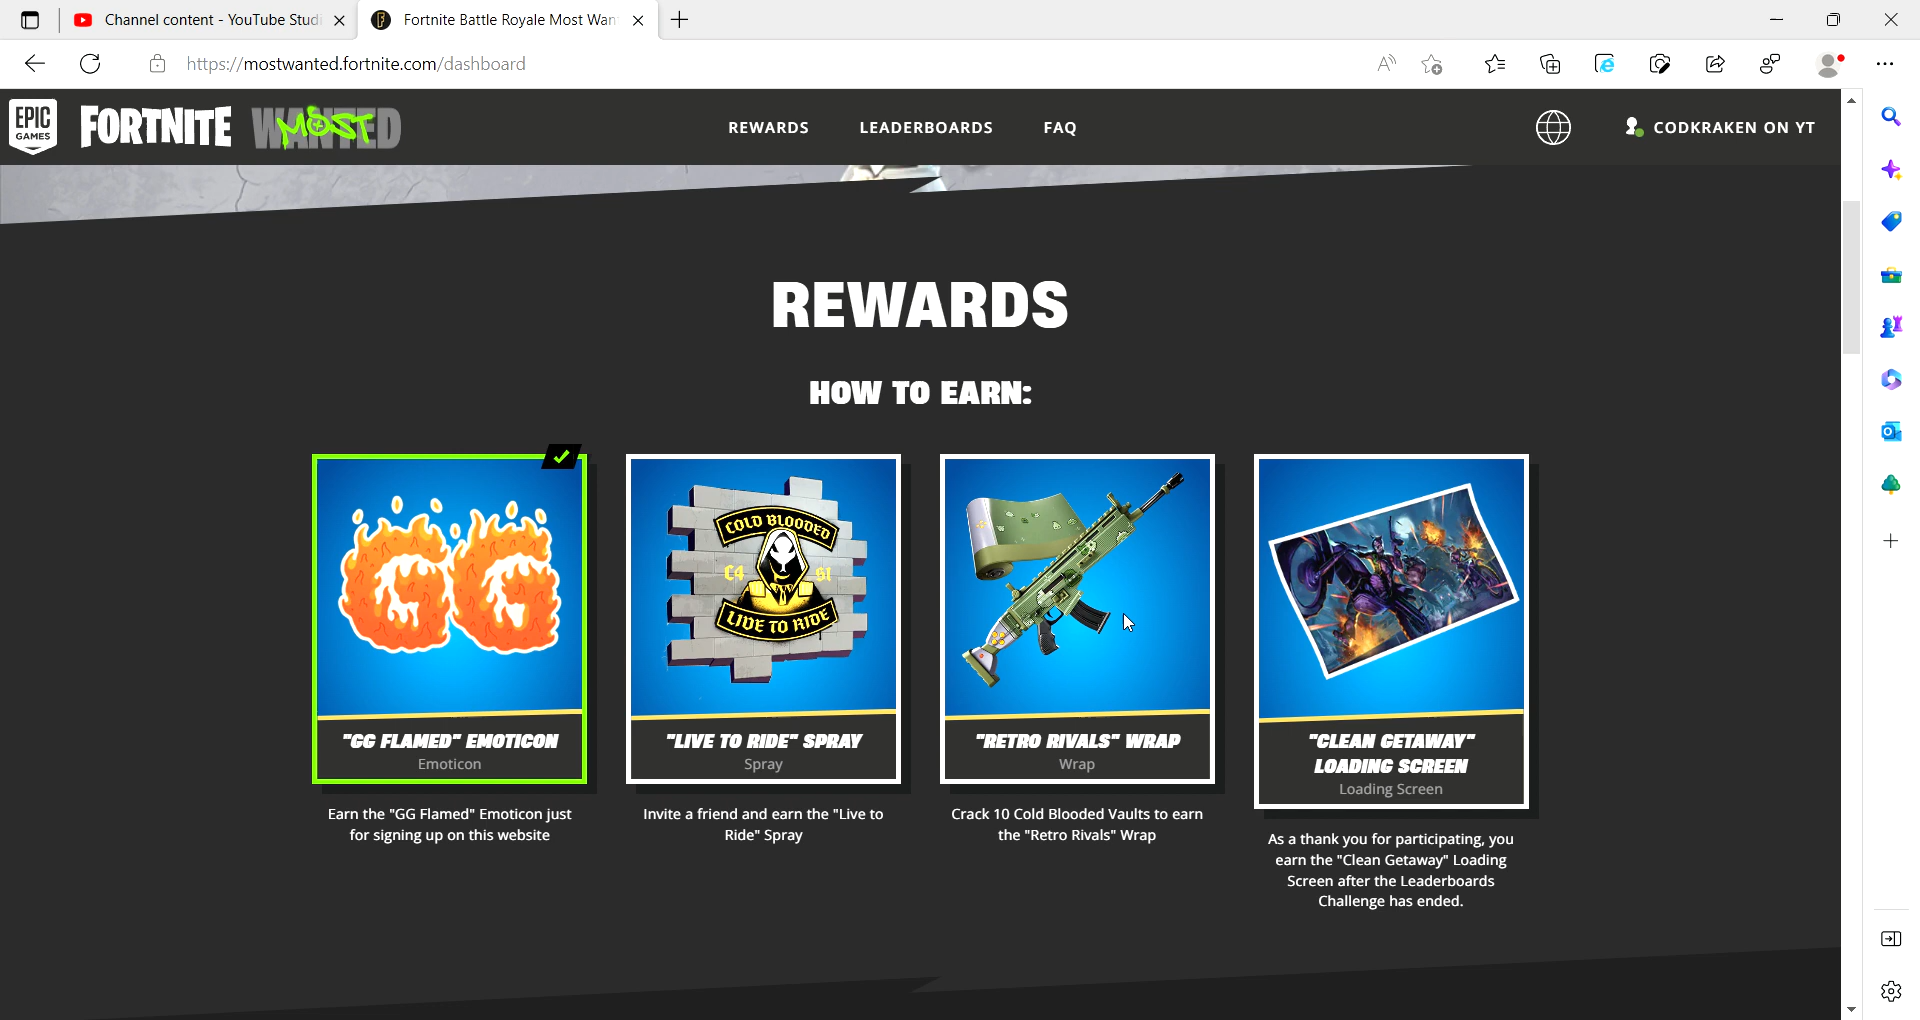 Channel content - YouTube Studi
Fortnite Battle Royale Most Wan
https://mostwanted.fortnite.com/dashboard
EPIC GAMES
FORTNITE
WANTED
MOST
REWARDS
LEADERBOARDS
FAQ
CODKRAKEN ON YT
REWARDS
HOW TO EARN:
"GG FLAMED" EMOTICON
Emoticon
Earn the "GG Flamed" Emoticon just
for signing up on this website
GG
COLD BLOODED
C4 S1
LIVE TO RIDE
"LIVE TO RIDE" SPRAY
Spray
Invite a friend and earn the "Live to
Ride" Spray
"RETRO RIVALS" WRAP
Wrap
Crack 10 Cold Blooded Vaults to earn
the "Retro Rivals" Wrap
"CLEAN GETAWAY"
LOADING SCREEN
Loading Screen
As a thank you for participating, you
earn the "Clean Getaway" Loading
Screen after the Leaderboards
Challenge has ended.